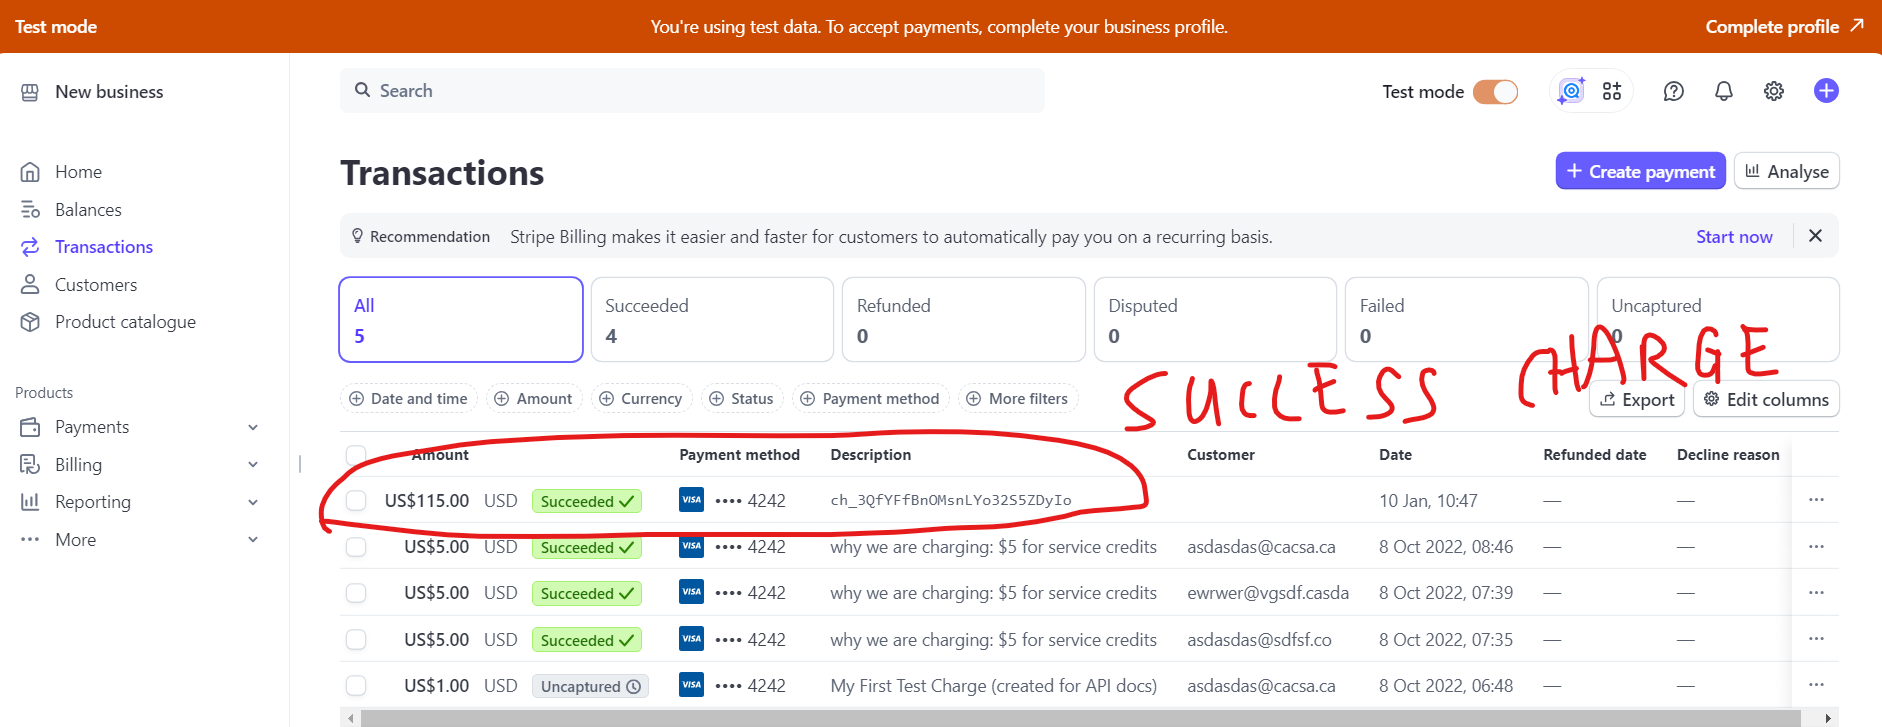 Test mode You're using test data. To accept payments, complete your business profile. Complete profile
New business Search Test mode
Home
Balances
Transactions
Customers
Product catalogue
Products
Payments
Billing
Reporting
More
Transactions Create payment Analyse
Recommendation Stripe Billing makes it easier and faster for customers to automatically pay you on a recurring basis. Start now
All Succeeded Refunded Disputed Failed Uncaptured
5 4 0 0 0 0
SUCCESS CHARGE
Date and time Amount Currency Status Payment method More filters Export Edit columns
Amount Payment method Description Customer Date Refunded date Decline reason
US$115.00 USD Succeeded VISA •••• 4242 ch_3QfYFfBnOMsnLYo32S5ZDyIo 10 Jan, 10:47 — —
US$5.00 USD Succeeded VISA •••• 4242 why we are charging: $5 for service credits asdasdas@cacsa.ca 8 Oct 2022, 08:46 — —
US$5.00 USD Succeeded VISA •••• 4242 why we are charging: $5 for service credits ewrwer@vgsdf.casda 8 Oct 2022, 07:39 — —
US$5.00 USD Succeeded VISA •••• 4242 why we are charging: $5 for service credits asdasdas@sdfsf.co 8 Oct 2022, 07:35 — —
US$1.00 USD Uncaptured VISA •••• 4242 My First Test Charge (created for API docs) asdasdas@cacsa.ca 8 Oct 2022, 06:48 — —